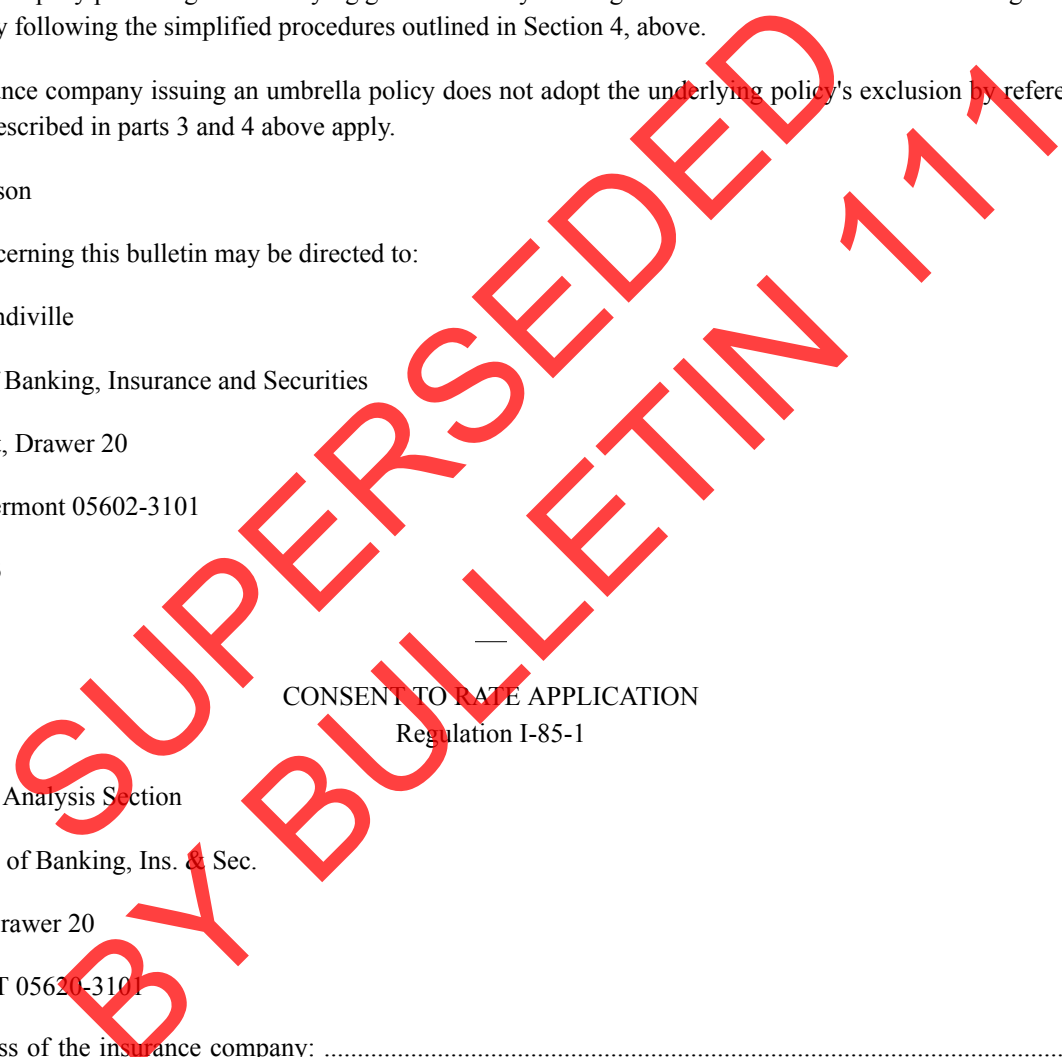 y following the simplified procedures outlined in Section 4, above.
nce company issuing an umbrella policy does not adopt the underlying policy's exclusion by refere
escribed in parts 3 and 4 above apply.
son
cerning this bulletin may be directed to:
ndiville
Banking, Insurance and Securities
, Drawer 20
ermont 05602-3101
CONSENT TO RATE APPLICATION
Regulation I-85-1
Analysis Section
of Banking, Ins. & Sec.
rawer 20
T 05620-3101
ss of the insurance company: ....................................................................................................
SUPERSEDED
BY BULLETIN 111